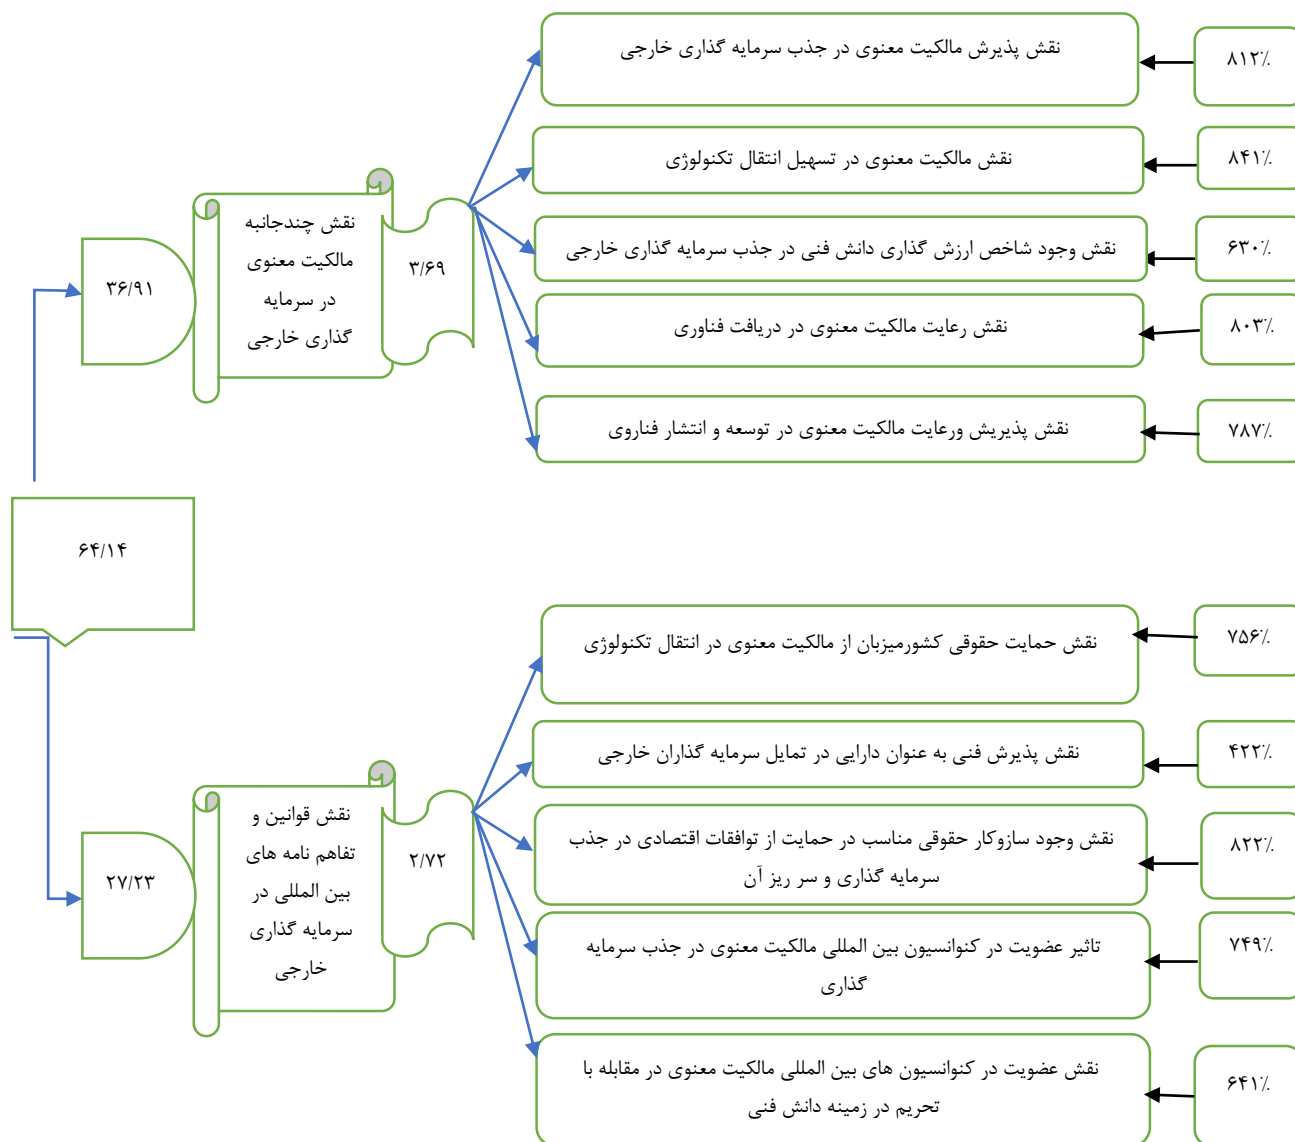 نقش پذیرش مالکیت معنوی در جذب سرمایه گذاری خارجی
۸۱۲٪
نقش مالکیت معنوی در تسهیل انتقال تکنولوژی
۸۴۱٪
نقش وجود شاخص ارزش گذاری دانش فنی در جذب سرمایه گذاری خارجی
۶۳۰٪
نقش رعایت مالکیت معنوی در دریافت فناوری
۸۰۳٪
نقش پذیریش ورعایت مالکیت معنوی در توسعه و انتشار فناروی
۷۸۷٪
۳/۶۹
نقش چندجانبه
مالکیت معنوی
در سرمایه
گذاری خارجی
۳۶/۹۱
۶۴/۱۴
نقش حمایت حقوقی کشورمیزبان از مالکیت معنوی در انتقال تکنولوژی
۷۵۶٪
نقش پذیرش فنی به عنوان دارایی در تمایل سرمایه گذاران خارجی
۴۲۲٪
نقش وجود سازوکار حقوقی مناسب در حمایت از توافقات اقتصادی در جذب
سرمایه گذاری و سر ریز آن
۸۲۲٪
تاثیر عضویت در کنوانسیون بین المللی مالکیت معنوی در جذب سرمایه
گذاری
۷۴۹٪
نقش عضویت در کنوانسیون های بین المللی مالکیت معنوی در مقابله با
تحریم در زمینه دانش فنی
۶۴۱٪
۲/۷۲
نقش قوانین و
تفاهم نامه های
بین المللی در
سرمایه گذاری
خارجی
۲۷/۲۳